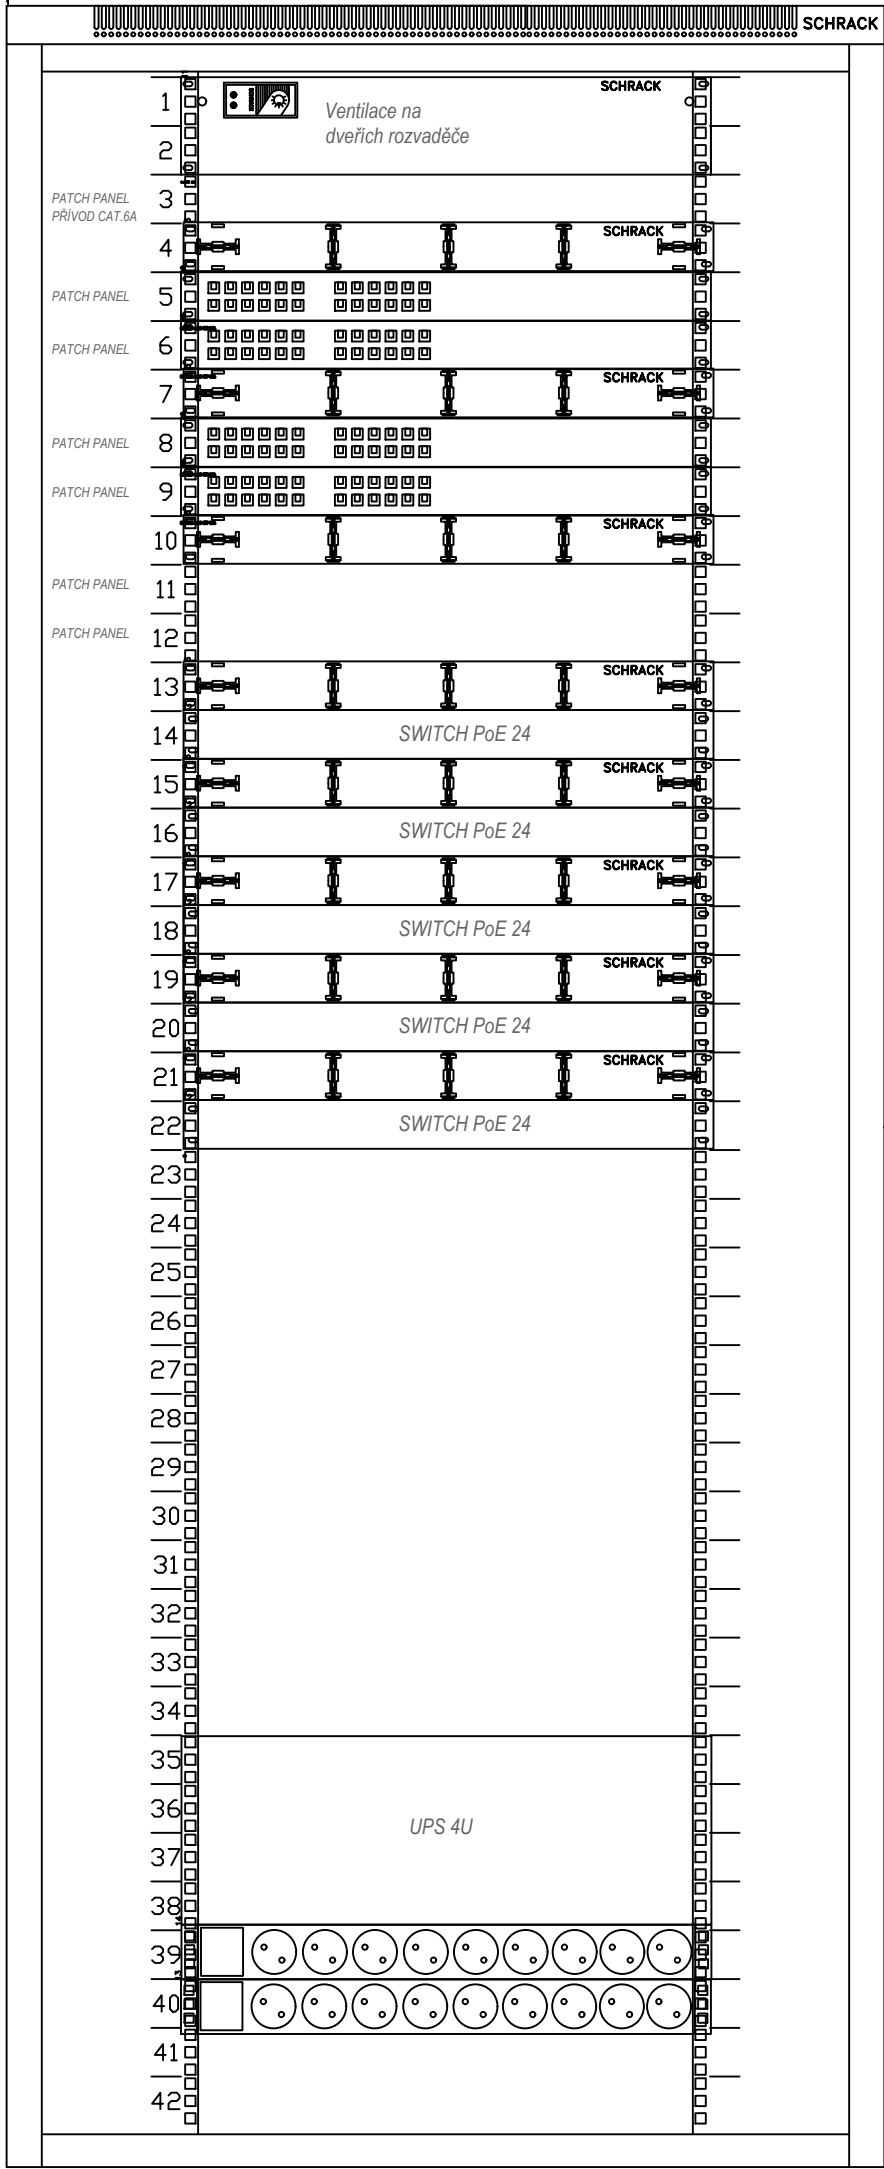 SCHRACK
1
SCHRACK
Ventilace na
dveřích rozvaděče
2
PATCH PANEL
PŘÍVOD CAT.6A
3
4
SCHRACK
PATCH PANEL
5
PATCH PANEL
6
7
SCHRACK
PATCH PANEL
8
PATCH PANEL
9
10
SCHRACK
PATCH PANEL
11
PATCH PANEL
12
13
SCHRACK
14
SWITCH PoE 24
15
SCHRACK
16
SWITCH PoE 24
17
SCHRACK
18
SWITCH PoE 24
19
SCHRACK
20
SWITCH PoE 24
21
SCHRACK
22
SWITCH PoE 24
23
24
25
26
27
28
29
30
31
32
33
34
35
36
UPS 4U
37
38
39
40
41
42